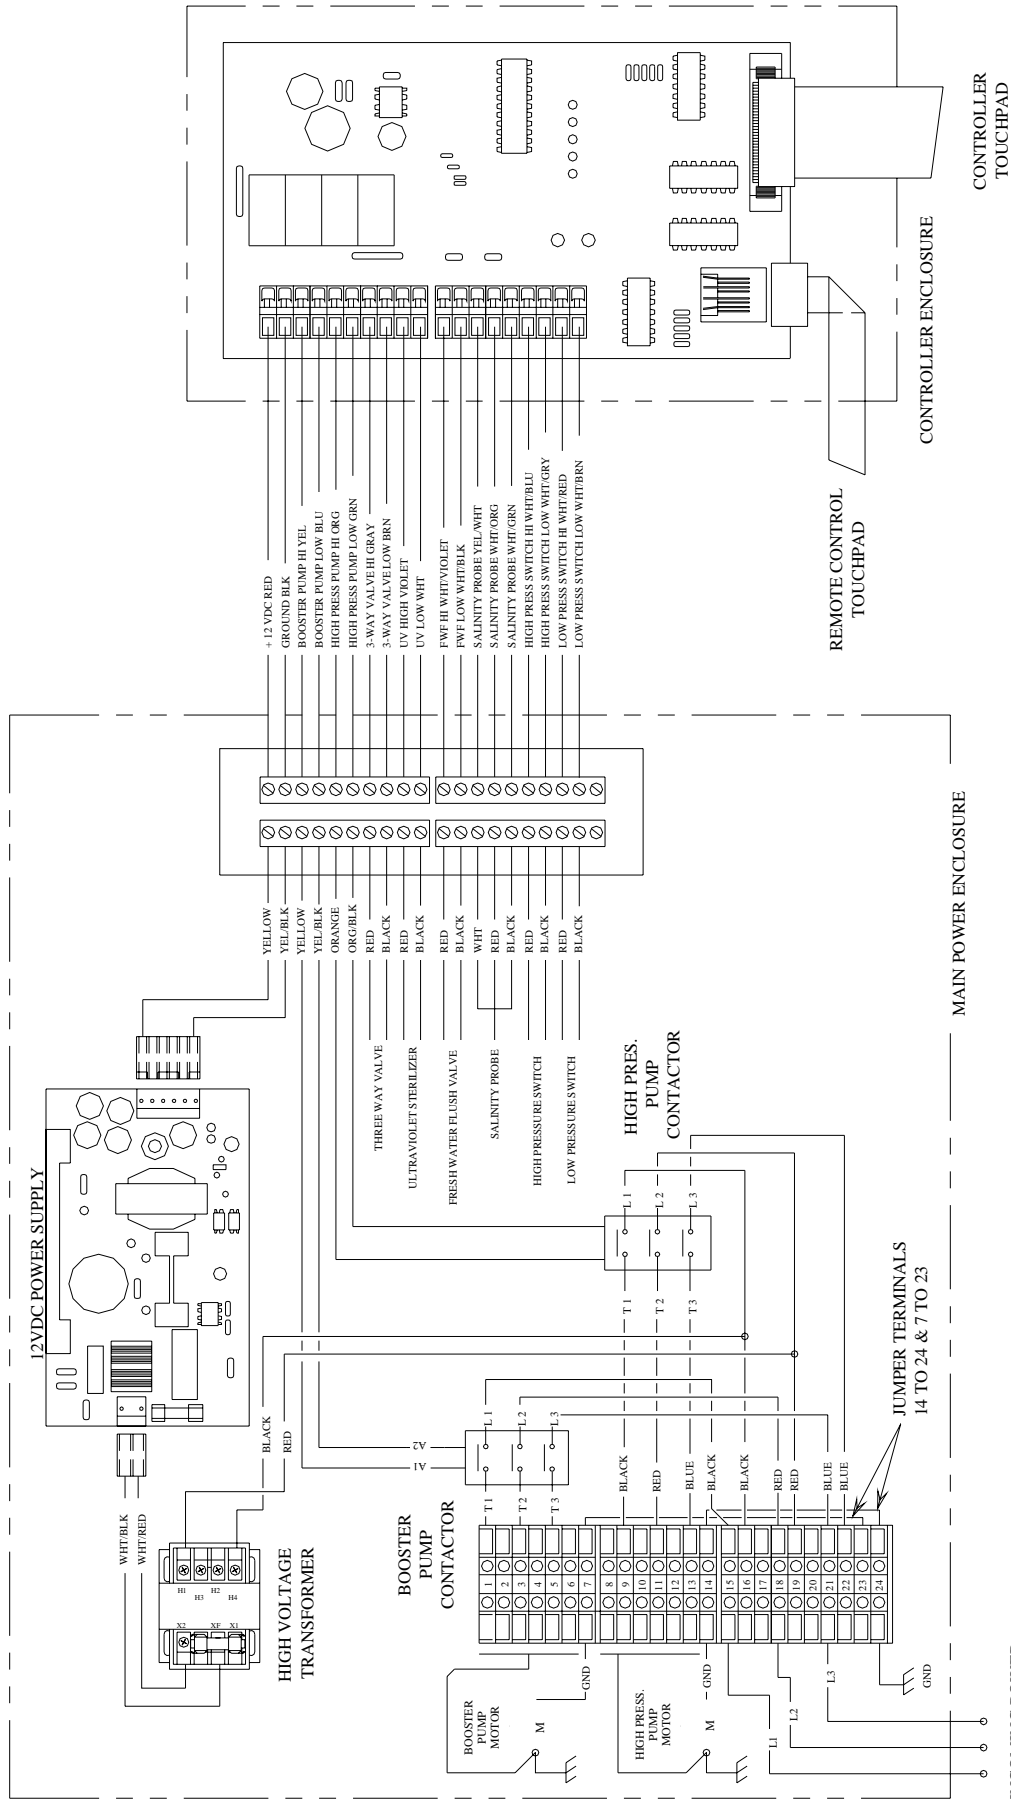 CONTROLLER
TOUCHPAD
CONTROLLER ENCLOSURE
REMOTE CONTROL
TOUCHPAD
+ 12 VDC RED
GROUND BLK
BOOSTER PUMP HI YEL
BOOSTER PUMP LOW BLU
HIGH PRESS PUMP HI ORG
HIGH PRESS PUMP LOW GRN
3-WAY VALVE HI GRAY
3-WAY VALVE LOW BRN
UV HIGH VIOLET
UV LOW WHT
FWF HI WHT/VIOLET
FWF LOW WHT/BLK
SALINITY PROBE YEL/WHT
SALINITY PROBE WHT/ORG
SALINITY PROBE WHT/GRN
HIGH PRESS SWITCH HI WHT/BLU
HIGH PRESS SWITCH LOW WHT/GRY
LOW PRESS SWITCH HI WHT/RED
LOW PRESS SWITCH LOW WHT/BRN
MAIN POWER ENCLOSURE
YELLOW
YEL/BLK
YELLOW
YEL/BLK
ORANGE
ORG/BLK
RED
BLACK
RED
BLACK
RED
BLACK
WHT
RED
BLACK
RED
BLACK
RED
BLACK
THREE WAY VALVE
ULTRAVIOLET STERILIZER
FRESH WATER FLUSH VALVE
SALINITY PROBE
HIGH PRESSURE SWITCH
LOW PRESSURE SWITCH
HIGH PRES.
PUMP
CONTACTOR
12VDC POWER SUPPLY
L 1
L 2
L 3
T 1
T 2
T 3
JUMPER TERMINALS
14 TO 24 & 7 TO 23
BLACK
RED
A2
A1
L 1
L 2
L 3
T 1
T 2
T 3
BOOSTER
PUMP
CONTACTOR
WHT/BLK
WHT/RED
H1
H3
H2
H4
X2
XF
X1
HIGH VOLTAGE
TRANSFORMER
BLACK
RED
BLUE
BLACK
BLACK
RED
RED
BLUE
BLUE
1
2
3
4
5
6
7
8
9
10
11
12
13
14
15
16
17
18
19
20
21
22
23
24
BOOSTER
PUMP
MOTOR
M
GND
HIGH PRESS.
PUMP
MOTOR
M
GND
L1
L2
L3
GND